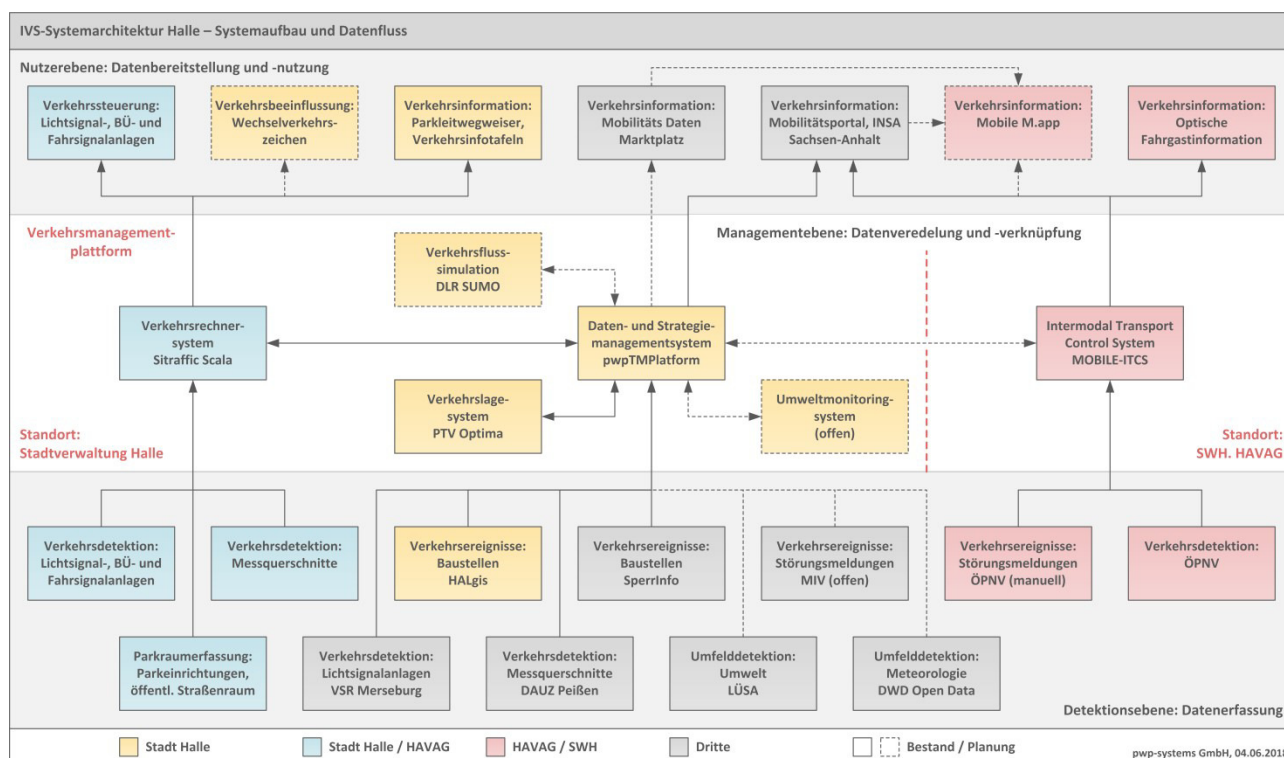 IVS-Systemarchitektur Halle – Systemaufbau und Datenfluss
Nutzerebene: Datenbereitstellung und -nutzung
Verkehrssteuerung:
Lichtsignal-, BÜ- und
Fahrsignalanlagen
Verkehrsbeeinflussung:
Wechselverkehrs-
zeichen
Verkehrsinformation:
Parkleitwegweiser,
Verkehrsinfotafeln
Verkehrsinformation:
Mobilitäts Daten
Marktplatz
Verkehrsinformation:
Mobilitätsportal, INSA
Sachsen-Anhalt
Verkehrsinformation:
Mobile M.app
Verkehrsinformation:
Optische
Fahrgastinformation
Verkehrsmanagement-
plattform
Managementebene: Datenveredelung und -verknüpfung
Verkehrsfluss-
simulation
DLR SUMO
Verkehrsrechner-
system
Sitraffic Scala
Daten- und Strategie-
managementsystem
pwpTMPlatform
Intermodal Transport
Control System
MOBILE-ITCS
Verkehrslage-
system
PTV Optima
Umweltmonitoring-
system
(offen)
Standort:
Stadtverwaltung Halle
Standort:
SWH. HAVAG
Verkehrsdetektion:
Lichtsignal-, BÜ- und
Fahrsignalanlagen
Verkehrsdetektion:
Messquerschnitte
Verkehrsereignisse:
Baustellen
HALgis
Verkehrsereignisse:
Baustellen
SperrInfo
Verkehrsereignisse:
Störungsmeldungen
MIV (offen)
Verkehrsereignisse:
Störungsmeldungen
ÖPNV (manuell)
Verkehrsdetektion:
ÖPNV
Parkraumerfassung:
Parkeinrichtungen,
öffentl. Straßenraum
Verkehrsdetektion:
Lichtsignalanlagen
VSR Merseburg
Verkehrsdetektion:
Messquerschnitte
DAUZ Peißen
Umfelddetektion:
Umwelt
LÜSA
Umfelddetektion:
Meteorologie
DWD Open Data
Detektionsebene: Datenerfassung
Stadt Halle
Stadt Halle / HAVAG
HAVAG / SWH
Dritte
Bestand / Planung
pwp-systems GmbH, 04.06.2018